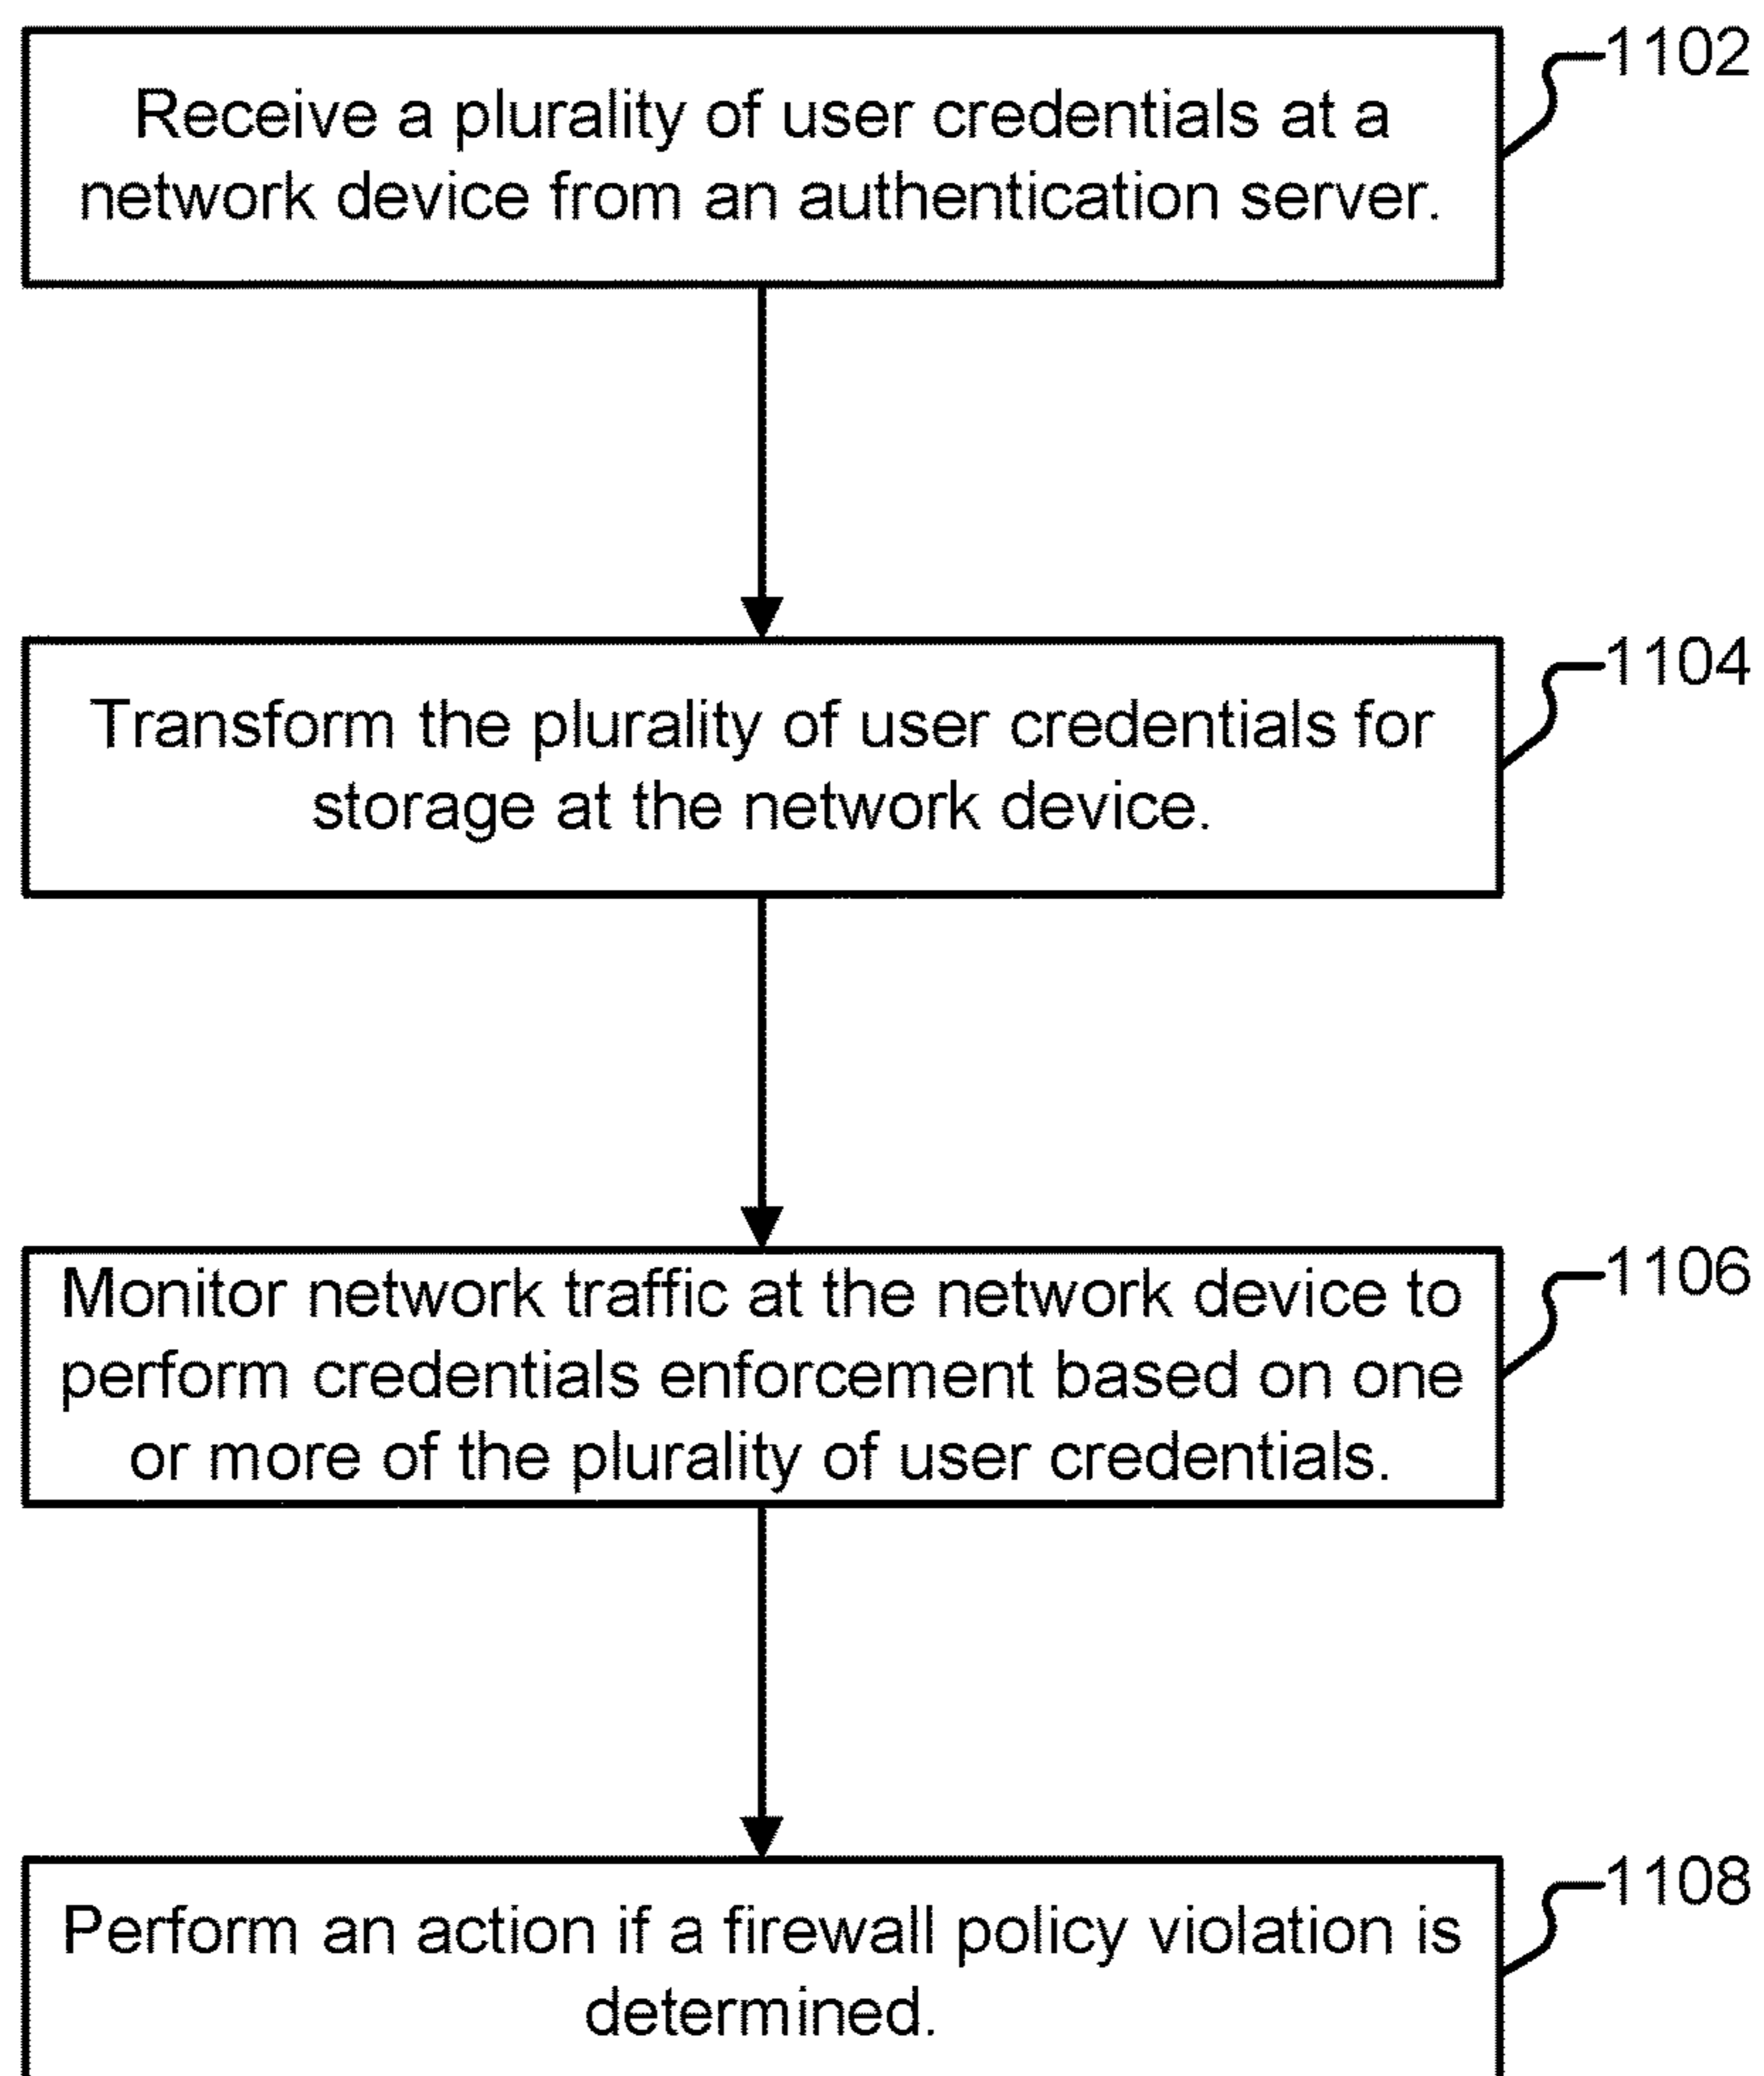 1102
Receive a plurality of user credentials at a
network device from an authentication server.
1104
Transform the plurality of user credentials for
storage at the network device.
1106
Monitor network traffic at the network device to
perform credentials enforcement based on one
or more of the plurality of user credentials.
1108
Perform an action if a firewall policy violation is
determined.